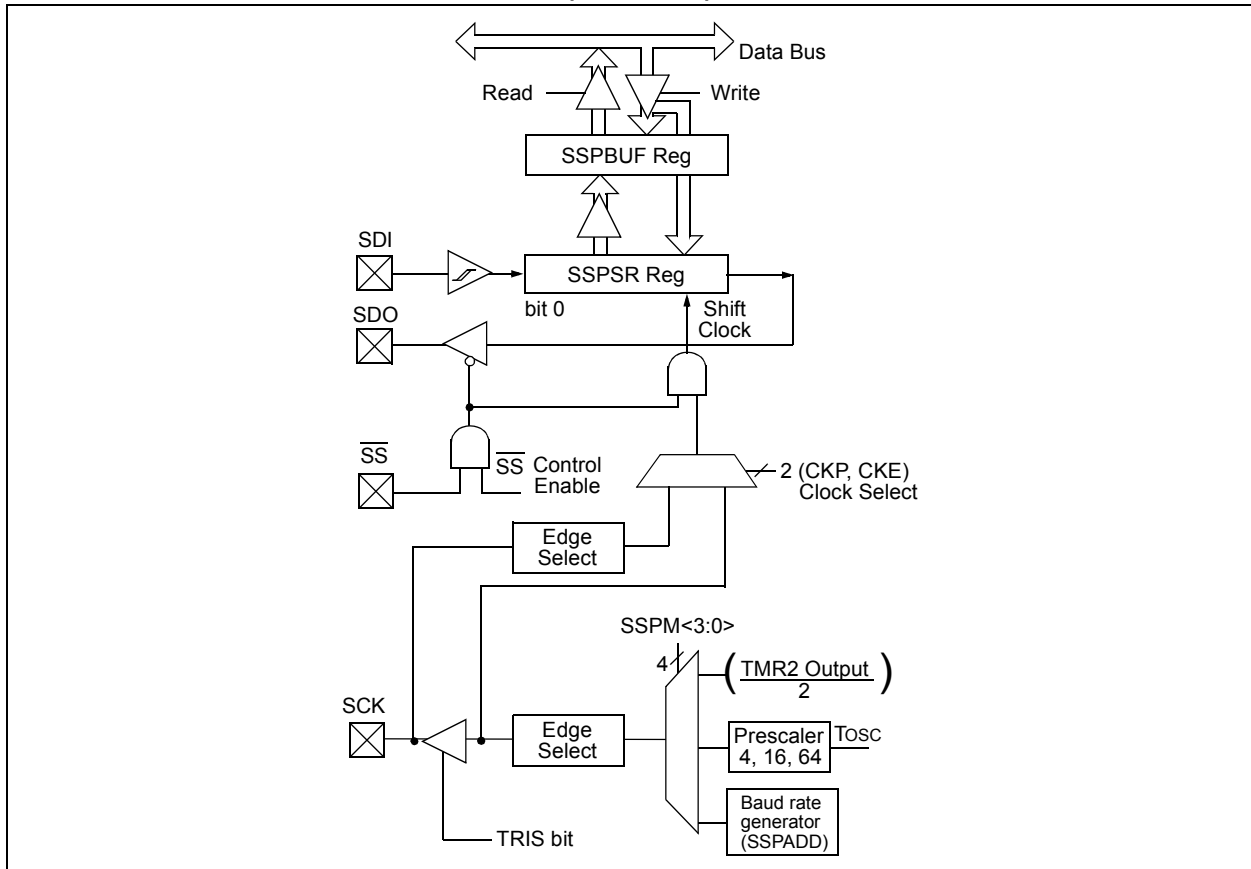 Data Bus
Read
Write
SSPBUF Reg
SDI
SSPSR Reg
bit 0
Shift
Clock
SDO
SS
SS Control
Enable
2 (CKP, CKE)
Clock Select
Edge
Select
SSPM<3:0>
4
( TMR2 Output )
2
SCK
Edge
Select
Prescaler
4, 16, 64
TOSC
Baud rate
generator
(SSPADD)
TRIS bit